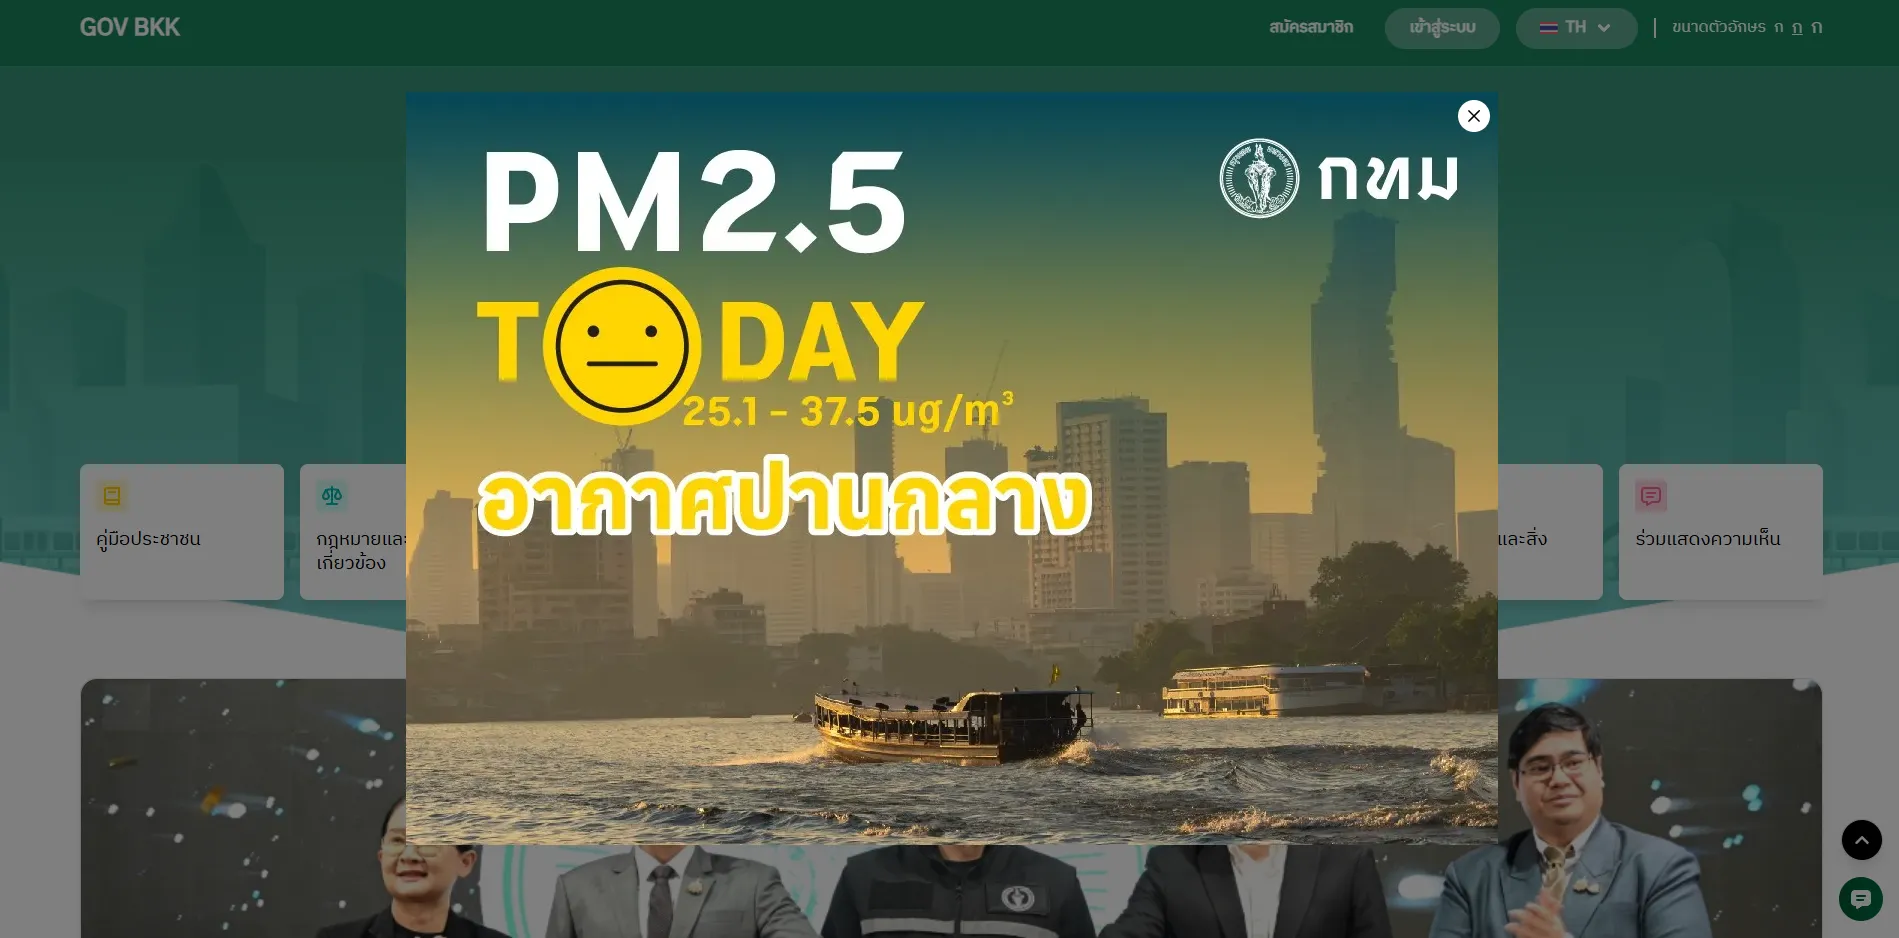 GOV BKK
สมัครสมาชิก
เข้าสู่ระบบ
TH
ขนาดตัวอักษร ก ก ก
PM2.5
กทม
TODAY
25.1 - 37.5 ug/m³
อากาศปานกลาง
คู่มือประชาชน
กฎหมายและ
เกี่ยวข้อง
และสิ่ง
ร่วมแสดงความเห็น